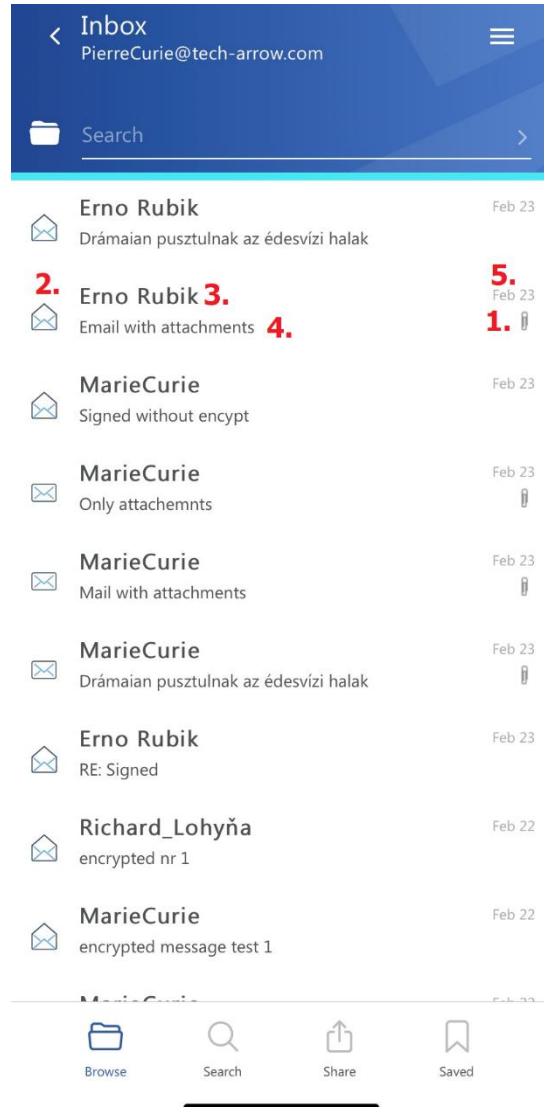 Inbox
PierreCurie@tech-arrow.com
Search
Erno Rubik Feb 23
Drámaian pusztulnak az édesvízi halak
2. 5.
Erno Rubik 3. Feb 23
Email with attachments 4. 1.
MarieCurie Feb 23
Signed without encypt
MarieCurie Feb 23
Only attachemnts
MarieCurie Feb 23
Mail with attachments
MarieCurie Feb 23
Drámaian pusztulnak az édesvízi halak
Erno Rubik Feb 23
RE: Signed
Richard_Lohyňa Feb 22
encrypted nr 1
MarieCurie Feb 22
encrypted message test 1
MarieCurie Feb 22
Browse Search Share Saved